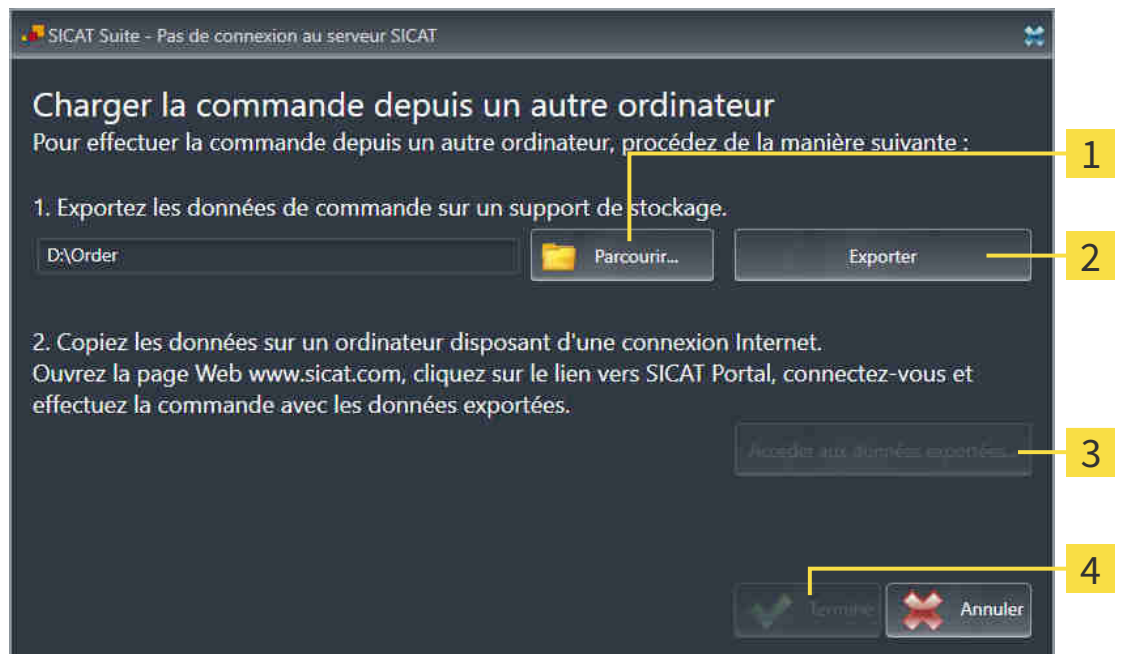 SICAT Suite - Pas de connexion au serveur SICAT
Charger la commande depuis un autre ordinateur
Pour effectuer la commande depuis un autre ordinateur, procédez de la manière suivante :
1
1. Exportez les données de commande sur un support de stockage.
D:\Order
Parcourir...
Exporter
2
2. Copiez les données sur un ordinateur disposant d'une connexion Internet.
Ouvrez la page Web www.sicat.com, cliquez sur le lien vers SICAT Portal, connectez-vous et
effectuez la commande avec les données exportées.
Accéder aux données exportées...
3
4
Terminé
Annuler